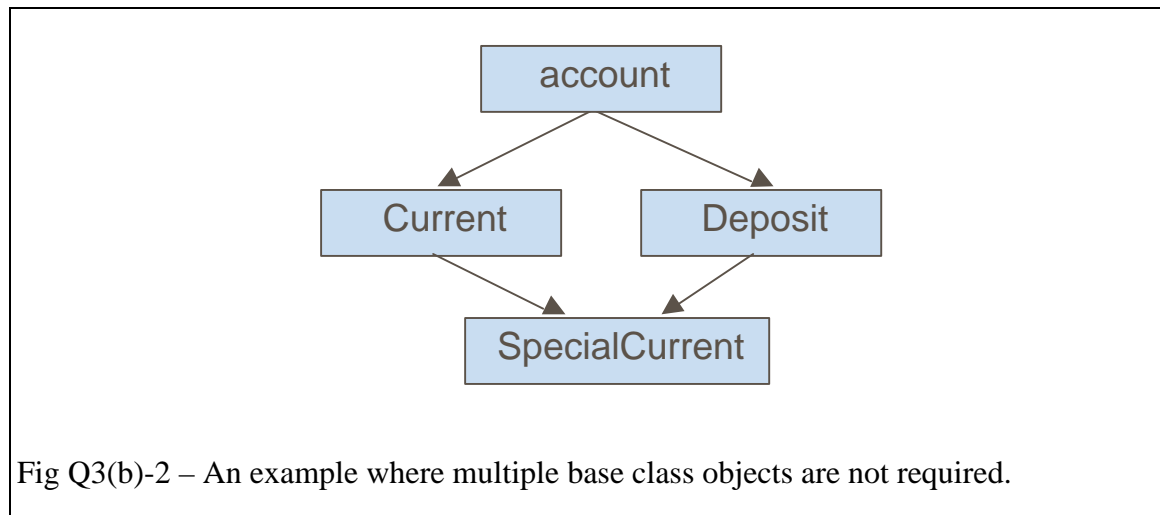 account
Current Deposit
SpecialCurrent
Fig Q3(b)-2 – An example where multiple base class objects are not required.